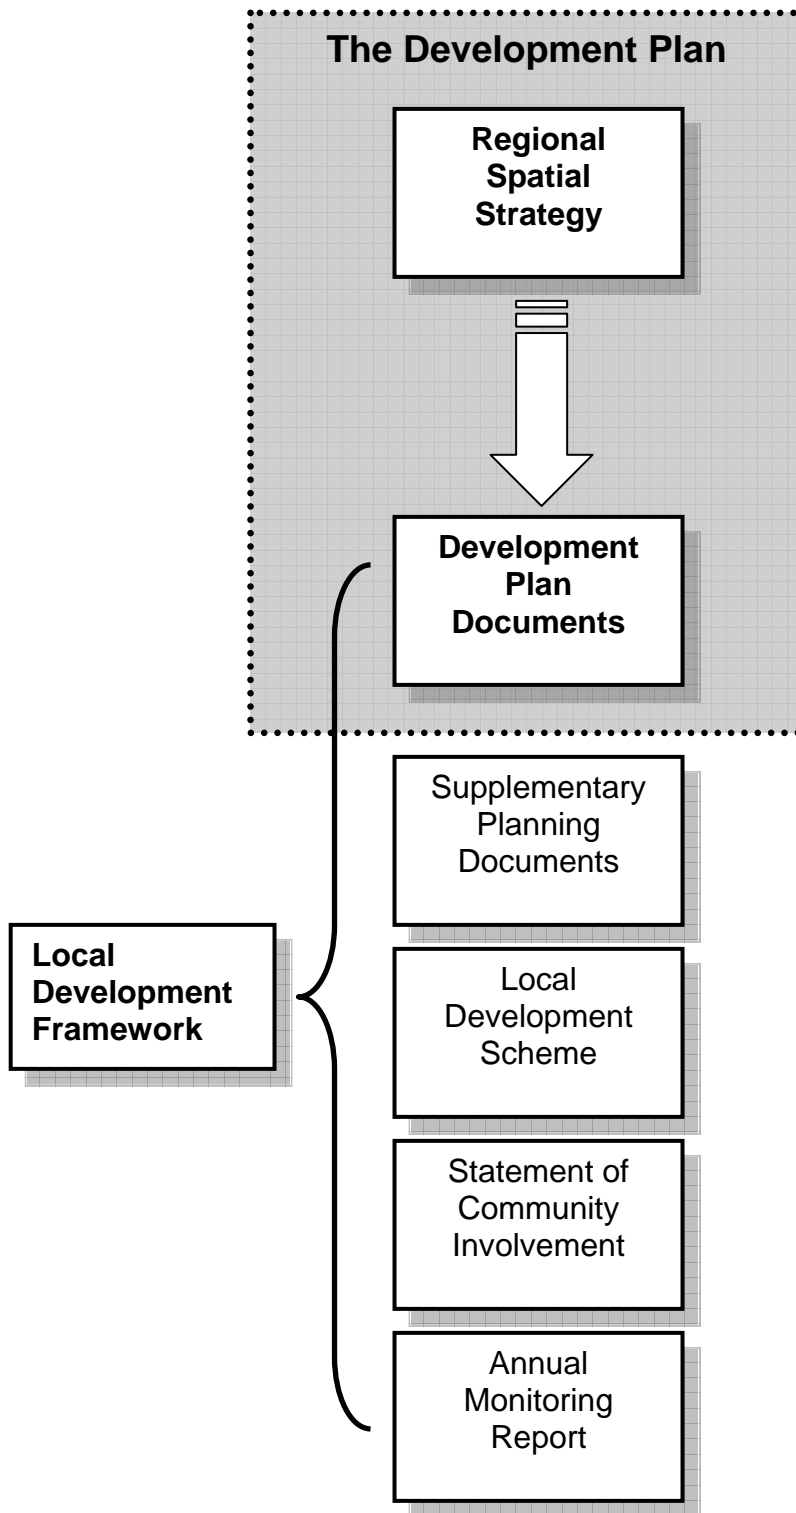 The Development Plan
Regional
Spatial
Strategy
Development
Plan
Documents
Supplementary
Planning
Documents
Local
Development
Framework
Local
Development
Scheme
Statement of
Community
Involvement
Annual
Monitoring
Report